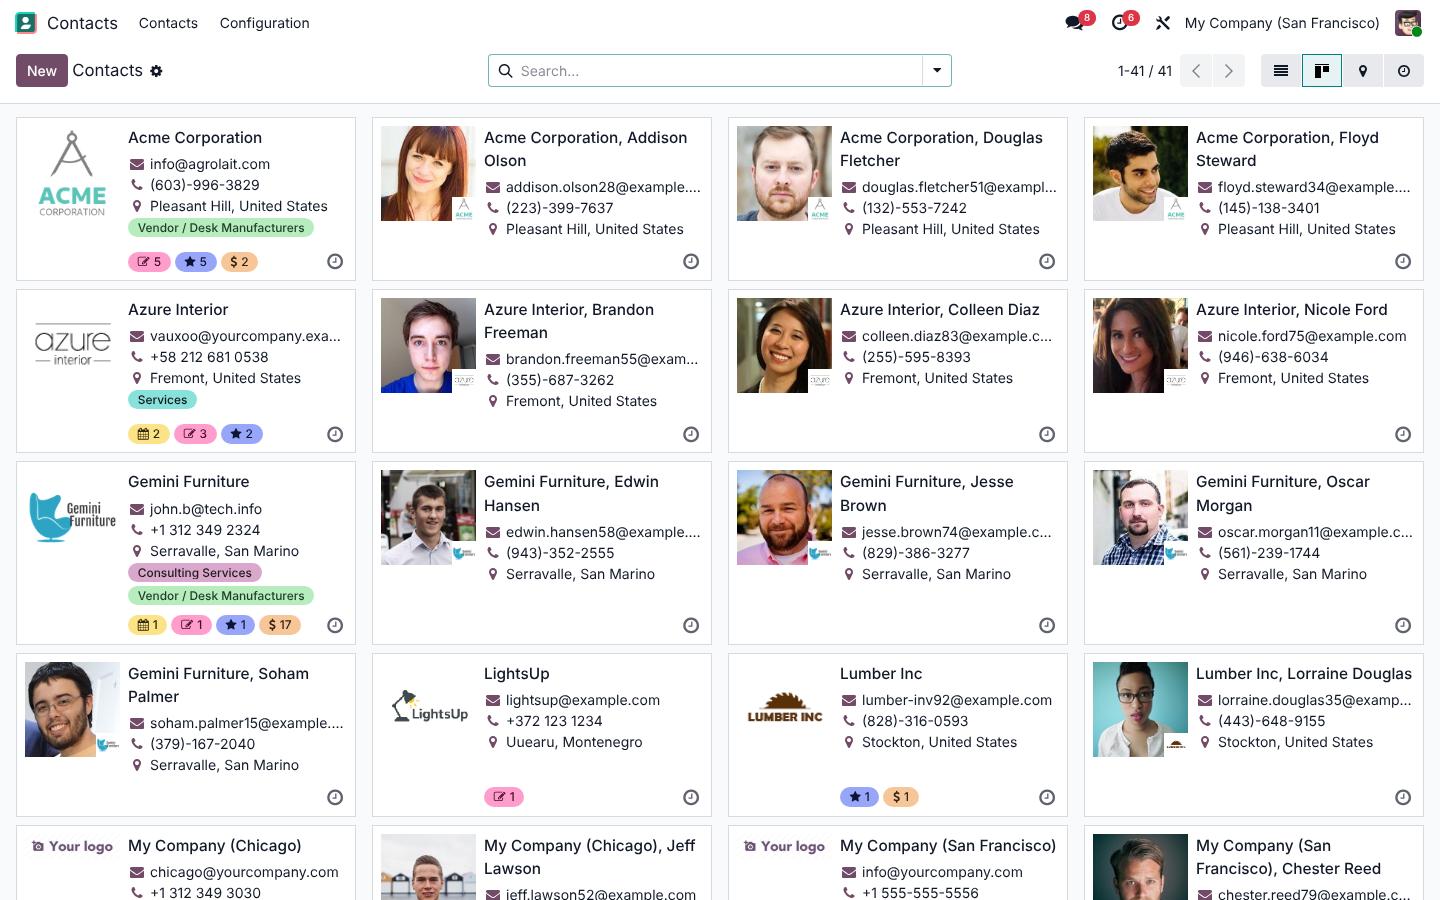 Contacts
Contacts
Configuration
8
6
My Company (San Francisco)
New
Contacts
Search...
1-41 / 41
ACME
CORPORATION
Acme Corporation
info@agrolait.com
(603)-996-3829
Pleasant Hill, United States
Vendor / Desk Manufacturers
5
5
$ 2
ACME
Acme Corporation, Addison
Olson
addison.olson28@example....
(223)-399-7637
Pleasant Hill, United States
ACME
Acme Corporation, Douglas
Fletcher
douglas.fletcher51@exampl...
(132)-553-7242
Pleasant Hill, United States
ACME
Acme Corporation, Floyd
Steward
floyd.steward34@example....
(145)-138-3401
Pleasant Hill, United States
azure
interior
Azure Interior
vauxoo@yourcompany.exa...
+58 212 681 0538
Fremont, United States
Services
2
3
2
azure
Azure Interior, Brandon
Freeman
brandon.freeman55@exam...
(355)-687-3262
Fremont, United States
azure
Azure Interior, Colleen Diaz
colleen.diaz83@example.c...
(255)-595-8393
Fremont, United States
azure
Azure Interior, Nicole Ford
nicole.ford75@example.com
(946)-638-6034
Fremont, United States
Gemini
Furniture
Gemini Furniture
john.b@tech.info
+1 312 349 2324
Serravalle, San Marino
Consulting Services
Vendor / Desk Manufacturers
1
1
1
$ 17
Gemini Furniture, Edwin
Hansen
edwin.hansen58@example....
(943)-352-2555
Serravalle, San Marino
Gemini Furniture, Jesse
Brown
jesse.brown74@example.c...
(829)-386-3277
Serravalle, San Marino
Gemini Furniture, Oscar
Morgan
oscar.morgan11@example.c...
(561)-239-1744
Serravalle, San Marino
Gemini Furniture, Soham
Palmer
soham.palmer15@example....
(379)-167-2040
Serravalle, San Marino
LightsUp
LightsUp
lightsup@example.com
+372 123 1234
Uuearu, Montenegro
1
LUMBER INC
Lumber Inc
lumber-inv92@example.com
(828)-316-0593
Stockton, United States
1
$ 1
Lumber Inc, Lorraine Douglas
lorraine.douglas35@examp...
(443)-648-9155
Stockton, United States
Your logo
My Company (Chicago)
chicago@yourcompany.com
+1 312 349 3030
My Company (Chicago), Jeff
Lawson
jeff.lawson52@example.com
Your logo
My Company (San Francisco)
info@yourcompany.com
+1 555-555-5556
My Company (San
Francisco), Chester Reed
chester.reed79@example.c...